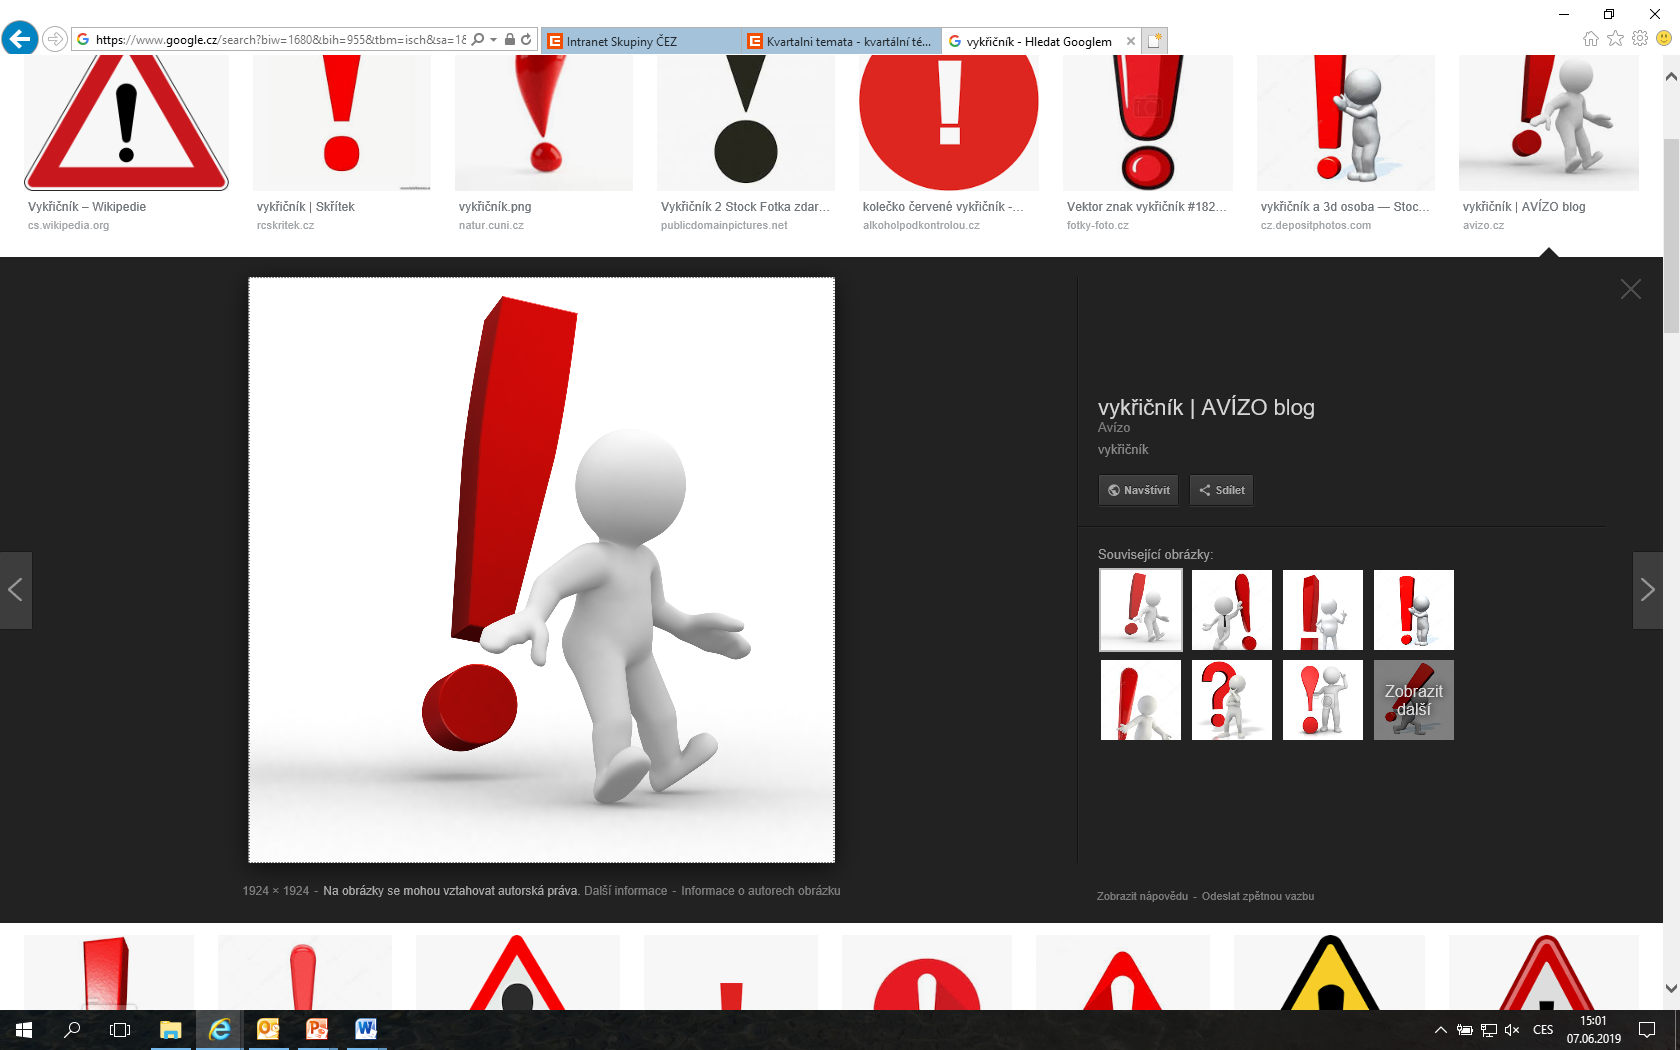 https://www.google.cz/search?biw=1680&bih=955&tbm=isch&sa=18
Intranet Skupiny ČEZ
Kvartalni temata - kvartální té...
vykřičník - Hledat Googlem
Vykřičník – Wikipedie
cs.wikipedia.org
vykřičník | Skřítek
rcskritek.cz
vykřičník.png
natur.cuni.cz
Vykřičník 2 Stock Fotka zdar...
publicdomainpictures.net
kolečko červené vykřičník -...
alkoholpodkontrolou.cz
Vektor znak vykřičník #182...
fotky-foto.cz
vykřičník a 3d osoba — Stoc...
cz.depositphotos.com
vykřičník | AVÍZO blog
avizo.cz
vykřičník | AVÍZO blog
Avízo
vykřičník
Navštívit
Sdílet
Související obrázky:
Zobrazit
další
1924 × 1924 - Na obrázky se mohou vztahovat autorská práva. Další informace - Informace o autorech obrázku
Zobrazit nápovědu - Odeslat zpětnou vazbu
CES
15:01
07.06.2019